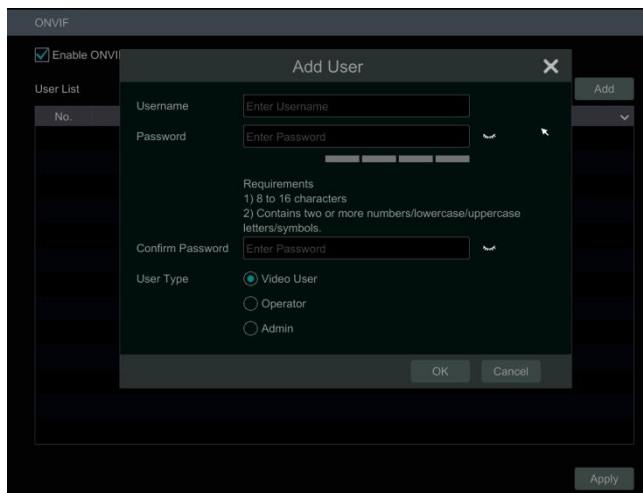 ONVIF
Enable ONVI
Add User
User List
Add
No.
Username
Enter Username
Password
Enter Password
Requirements
1) 8 to 16 characters
2) Contains two or more numbers/lowercase/uppercase
letters/symbols.
Confirm Password
Enter Password
User Type
Video User
Operator
Admin
OK
Cancel
Apply